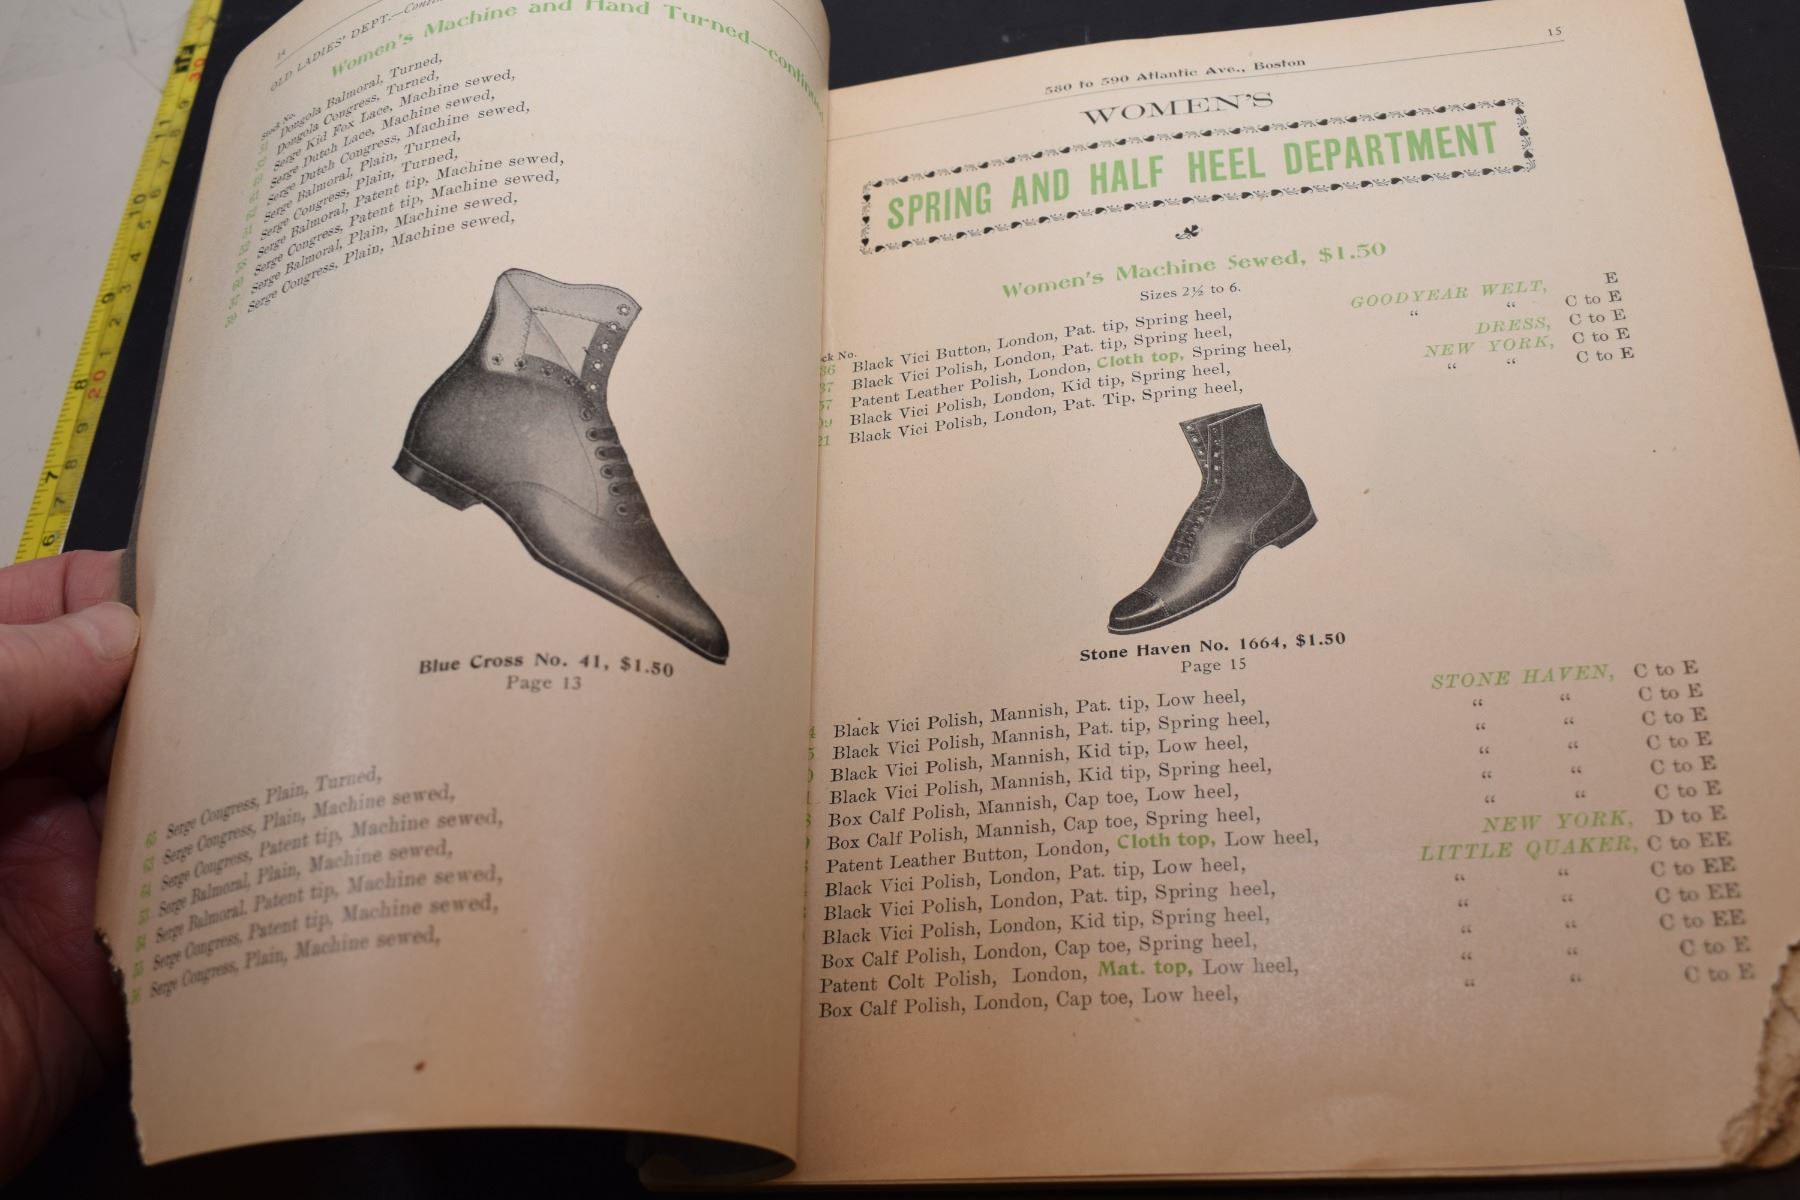 14
OLD LADIES' DEPT.—
Women's Machine and Hand Turned—continued
Stock No.
Dongola Balmoral, Turned,
Dongola Congress, Turned,
Serge Kid Fox Lace, Machine sewed,
Serge Dutch Lace, Machine sewed,
Serge Dutch Congress, Machine sewed,
Serge Balmoral, Plain, Turned,
Serge Congress, Plain, Turned,
Serge Balmoral, Patent tip, Machine sewed,
Serge Congress, Patent tip, Machine sewed,
Serge Balmoral, Plain, Machine sewed,
Serge Congress, Plain, Machine sewed,
Blue Cross No. 41, $1.50
Page 13
Serge Congress, Plain, Turned,
Serge Congress, Plain, Machine sewed,
Serge Congress, Patent tip, Machine sewed,
Serge Balmoral, Plain, Machine sewed,
Serge Balmoral, Patent tip, Machine sewed,
Serge Congress, Patent tip, Machine sewed,
Serge Congress, Plain, Machine sewed,
580 to 590 Atlantic Ave., Boston 15
WOMEN'S
SPRING AND HALF HEEL DEPARTMENT
Women's Machine Sewed, $1.50
Sizes 2½ to 6.
ck No.
36 Black Vici Button, London, Pat. tip, Spring heel, GOODYEAR WELT, E
37 Black Vici Polish, London, Pat. tip, Spring heel, “ “ C to E
57 Patent Leather Polish, London, Cloth top, Spring heel, DRESS, C to E
Black Vici Polish, London, Kid tip, Spring heel, NEW YORK, C to E
21 Black Vici Polish, London, Pat. Tip, Spring heel, “ “ C to E
Stone Haven No. 1664, $1.50
Page 15
4 Black Vici Polish, Mannish, Pat. tip, Low heel, STONE HAVEN, C to E
5 Black Vici Polish, Mannish, Pat. tip, Spring heel, “ “ C to E
Black Vici Polish, Mannish, Kid tip, Low heel, “ “ C to E
Black Vici Polish, Mannish, Kid tip, Spring heel, “ “ C to E
Box Calf Polish, Mannish, Cap toe, Low heel, “ “ C to E
Box Calf Polish, Mannish, Cap toe, Spring heel, “ “ C to E
Patent Leather Button, London, Cloth top, Low heel, NEW YORK, D to E
Black Vici Polish, London, Pat. tip, Low heel, LITTLE QUAKER, C to EE
Black Vici Polish, London, Pat. tip, Spring heel, “ “ C to EE
Black Vici Polish, London, Kid tip, Spring heel, “ “ C to EE
Box Calf Polish, London, Cap toe, Spring heel, “ “ C to EE
Patent Colt Polish, London, Mat. top, Low heel, “ “ C to E
Box Calf Polish, London, Cap toe, Low heel, “ “ C to E